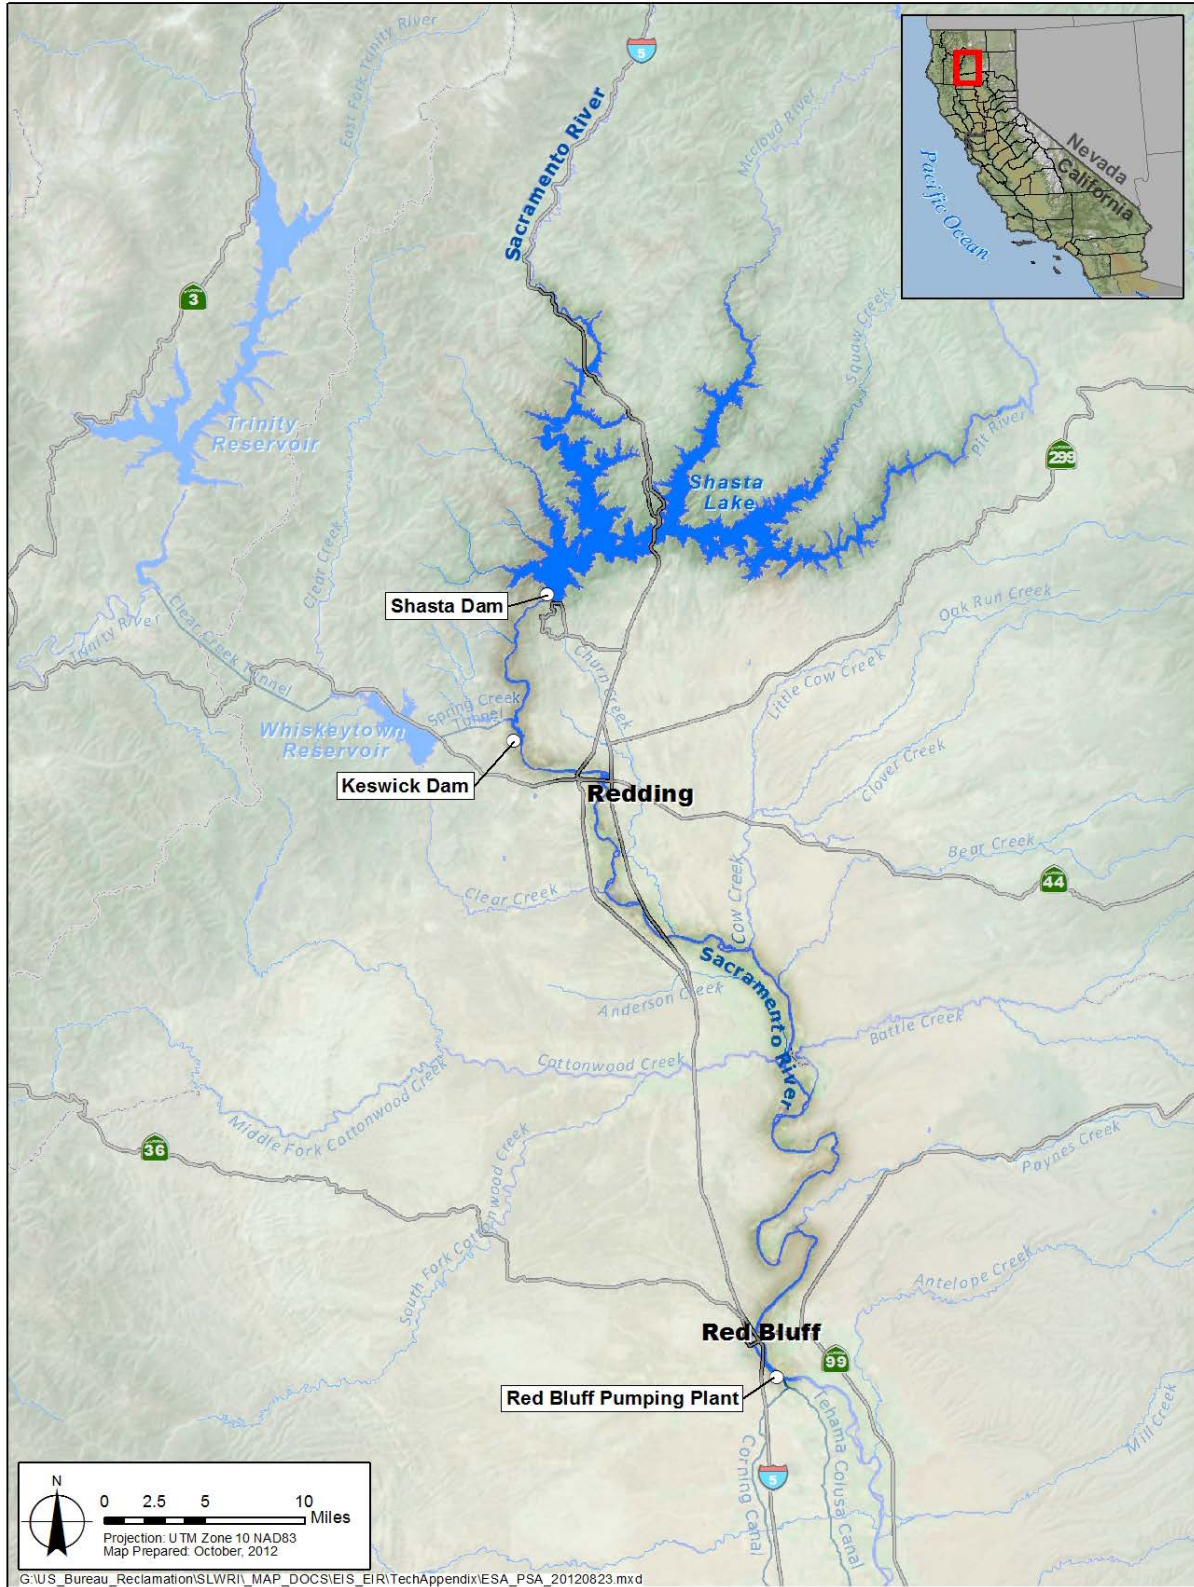 5
East Fork Trinity River
Sacramento River
Mccloud River
Nevada
California
Pacific Ocean
3
Squaw Creek
Trinity
Reservoir
Pit River
299
Shasta
Lake
Clear Creek
Shasta Dam
Oak Run Creek
Trinity River
Clear Creek Tunnel
Churn Creek
Little Cow Creek
Spring Creek
Tunnel
Whiskeytown
Reservoir
Keswick Dam
Redding
Clover Creek
Bear Creek
44
Clear Creek
Cow Creek
Sacramento River
Anderson Creek
Battle Creek
Cottonwood Creek
Middle Fork Cottonwood Creek
36
Paynes Creek
South Fork Cottonwood Creek
Antelope Creek
Red Bluff
99
Red Bluff Pumping Plant
Mill Creek
Corning Canal
Tehama Colusa Canal
5
N
0 2.5 5 10
Miles
Projection: UTM Zone 10 NAD83
Map Prepared: October, 2012
G:\US_Bureau_Reclamation\SLWRI\_MAP_DOCS\EIS_EIR\TechAppendix\ESA_PSA_20120823.mxd